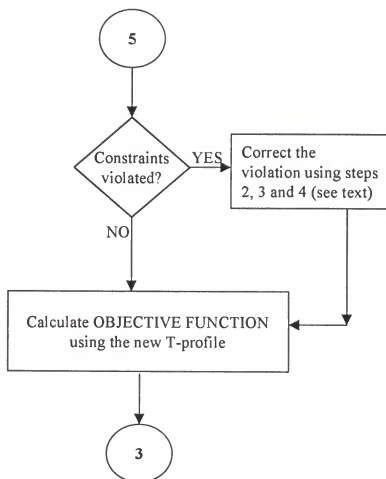 5
Constraints
violated?
YES
Correct the
violation using steps
2, 3 and 4 (see text)
NO
Calculate OBJECTIVE FUNCTION
using the new T-profile
3